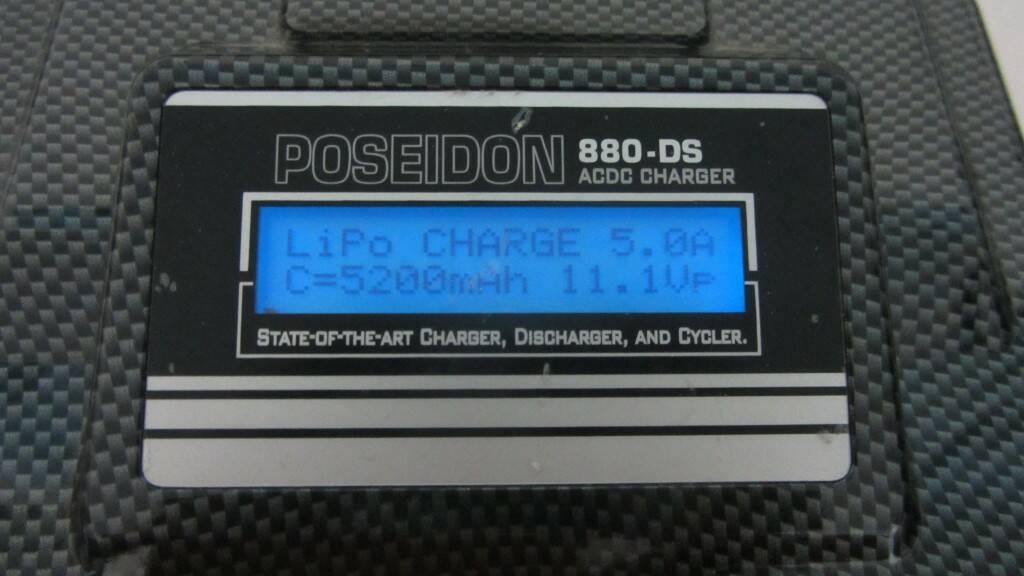 POSEIDON 880-DS
ACDC CHARGER
LiPo CHARGE 5.0A
C=5200mAh 11.1Vp
STATE-OF-THE-ART CHARGER, DISCHARGER, AND CYCLER.